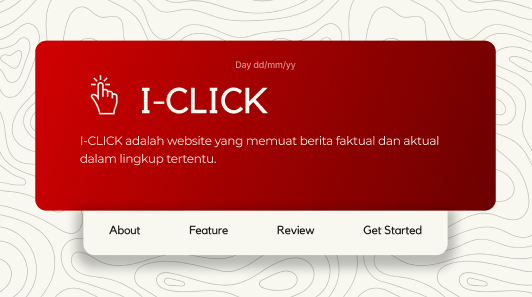 Day dd/mm/yy
I-CLICK
I-CLICK adalah website yang memuat berita faktual dan aktual
dalam lingkup tertentu.
About Feature Review Get Started